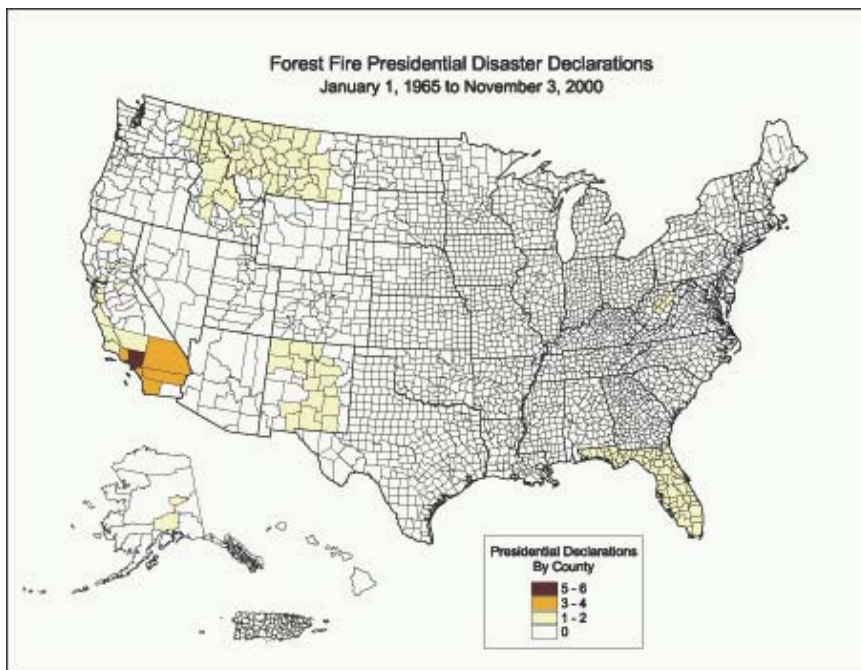 Forest Fire Presidential Disaster Declarations
January 1, 1965 to November 3, 2000
Presidential Declarations
By County
5 - 6
3 - 4
1 - 2
0